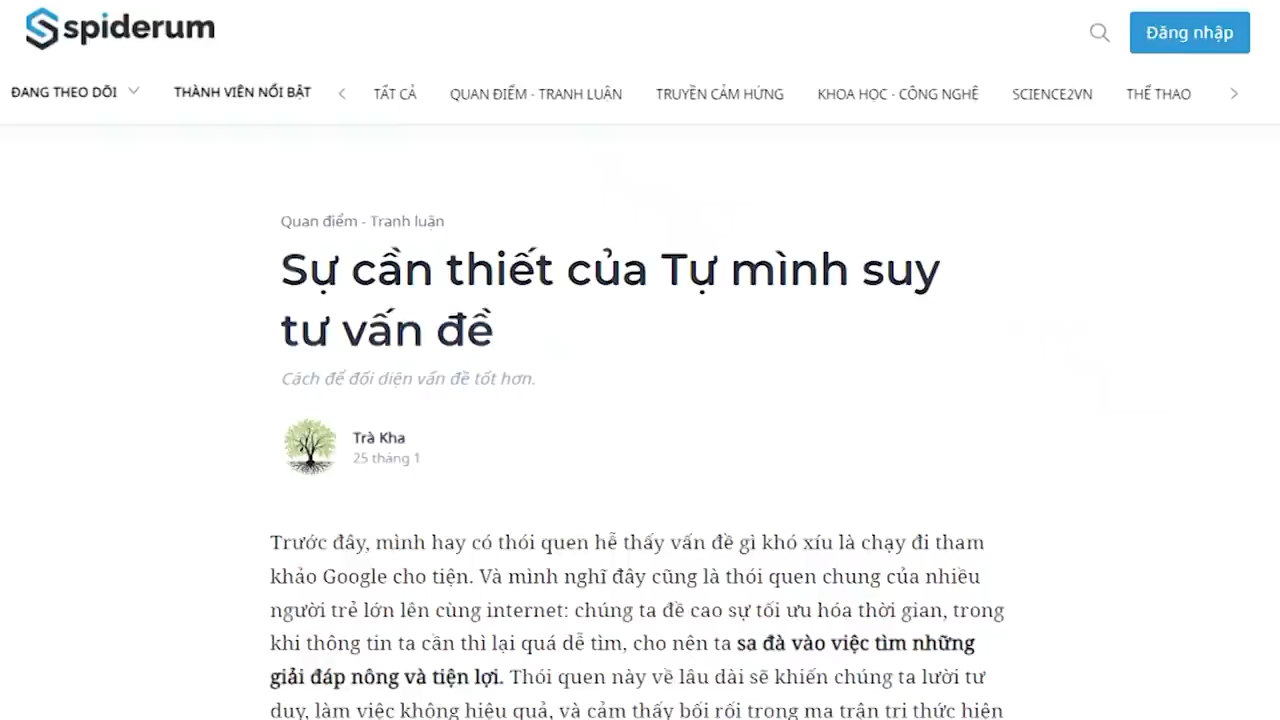 spiderum
Đăng nhập
ĐANG THEO DÕI
THÀNH VIÊN NỔI BẬT
TẤT CẢ
QUAN ĐIỂM - TRANH LUẬN
TRUYỀN CẢM HỨNG
KHOA HỌC - CÔNG NGHỆ
SCIENCE2VN
THỂ THAO
Quan điểm - Tranh luận
Sự cần thiết của Tự mình suy
tư vấn đề
Cách để đối diện vấn đề tốt hơn.
Trà Kha
25 tháng 1
Trước đây, mình hay có thói quen hễ thấy vấn đề gì khó xíu là chạy đi tham
khảo Google cho tiện. Và mình nghĩ đây cũng là thói quen chung của nhiều
người trẻ lớn lên cùng internet: chúng ta đề cao sự tối ưu hóa thời gian, trong
khi thông tin ta cần thì lại quá dễ tìm, cho nên ta sa đà vào việc tìm những
giải đáp nông và tiện lợi. Thói quen này về lâu dài sẽ khiến chúng ta lười tư
duy, làm việc không hiệu quả, và cảm thấy bối rối trong ma trận tri thức hiện